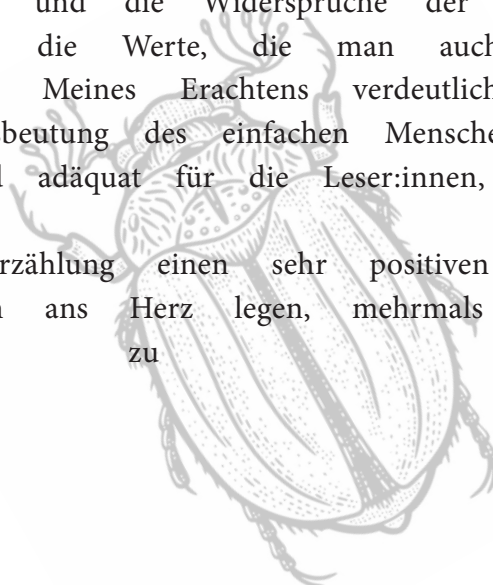 und die Widersprüche der
die Werte, die man auch
Meines Erachtens verdeutlich
beutung des einfachen Mensche
adäquat für die Leser:innen,
rzählung einen sehr positiven
ans Herz legen, mehrmals
zu